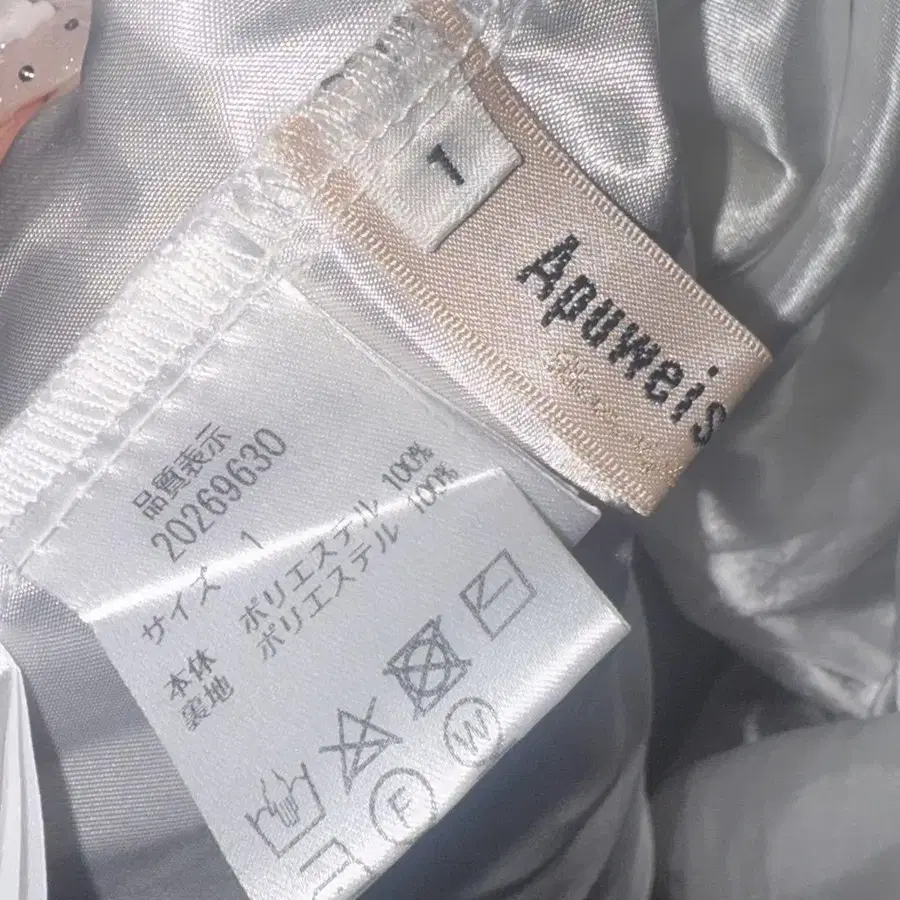 1
Apuweis
品質表示
20269630
サイズ 1
本体 ポリエステル 100%
裏地 ポリエステル 100%
F
W